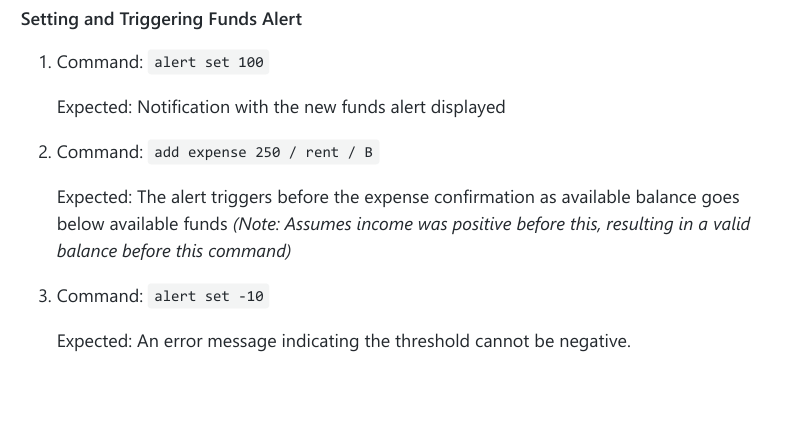 Setting and Triggering Funds Alert
1. Command: alert set 100
Expected: Notification with the new funds alert displayed
2. Command: add expense 250 / rent / B
Expected: The alert triggers before the expense confirmation as available balance goes
below available funds (Note: Assumes income was positive before this, resulting in a valid
balance before this command)
3. Command: alert set -10
Expected: An error message indicating the threshold cannot be negative.